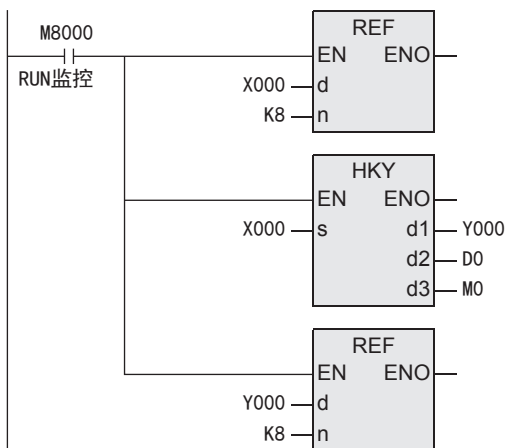 M8000
RUN监控
REF
EN ENO
X000 d
K8 n
HKY
EN ENO
X000 s d1 Y000
d2 D0
d3 M0
REF
EN ENO
Y000 d
K8 n